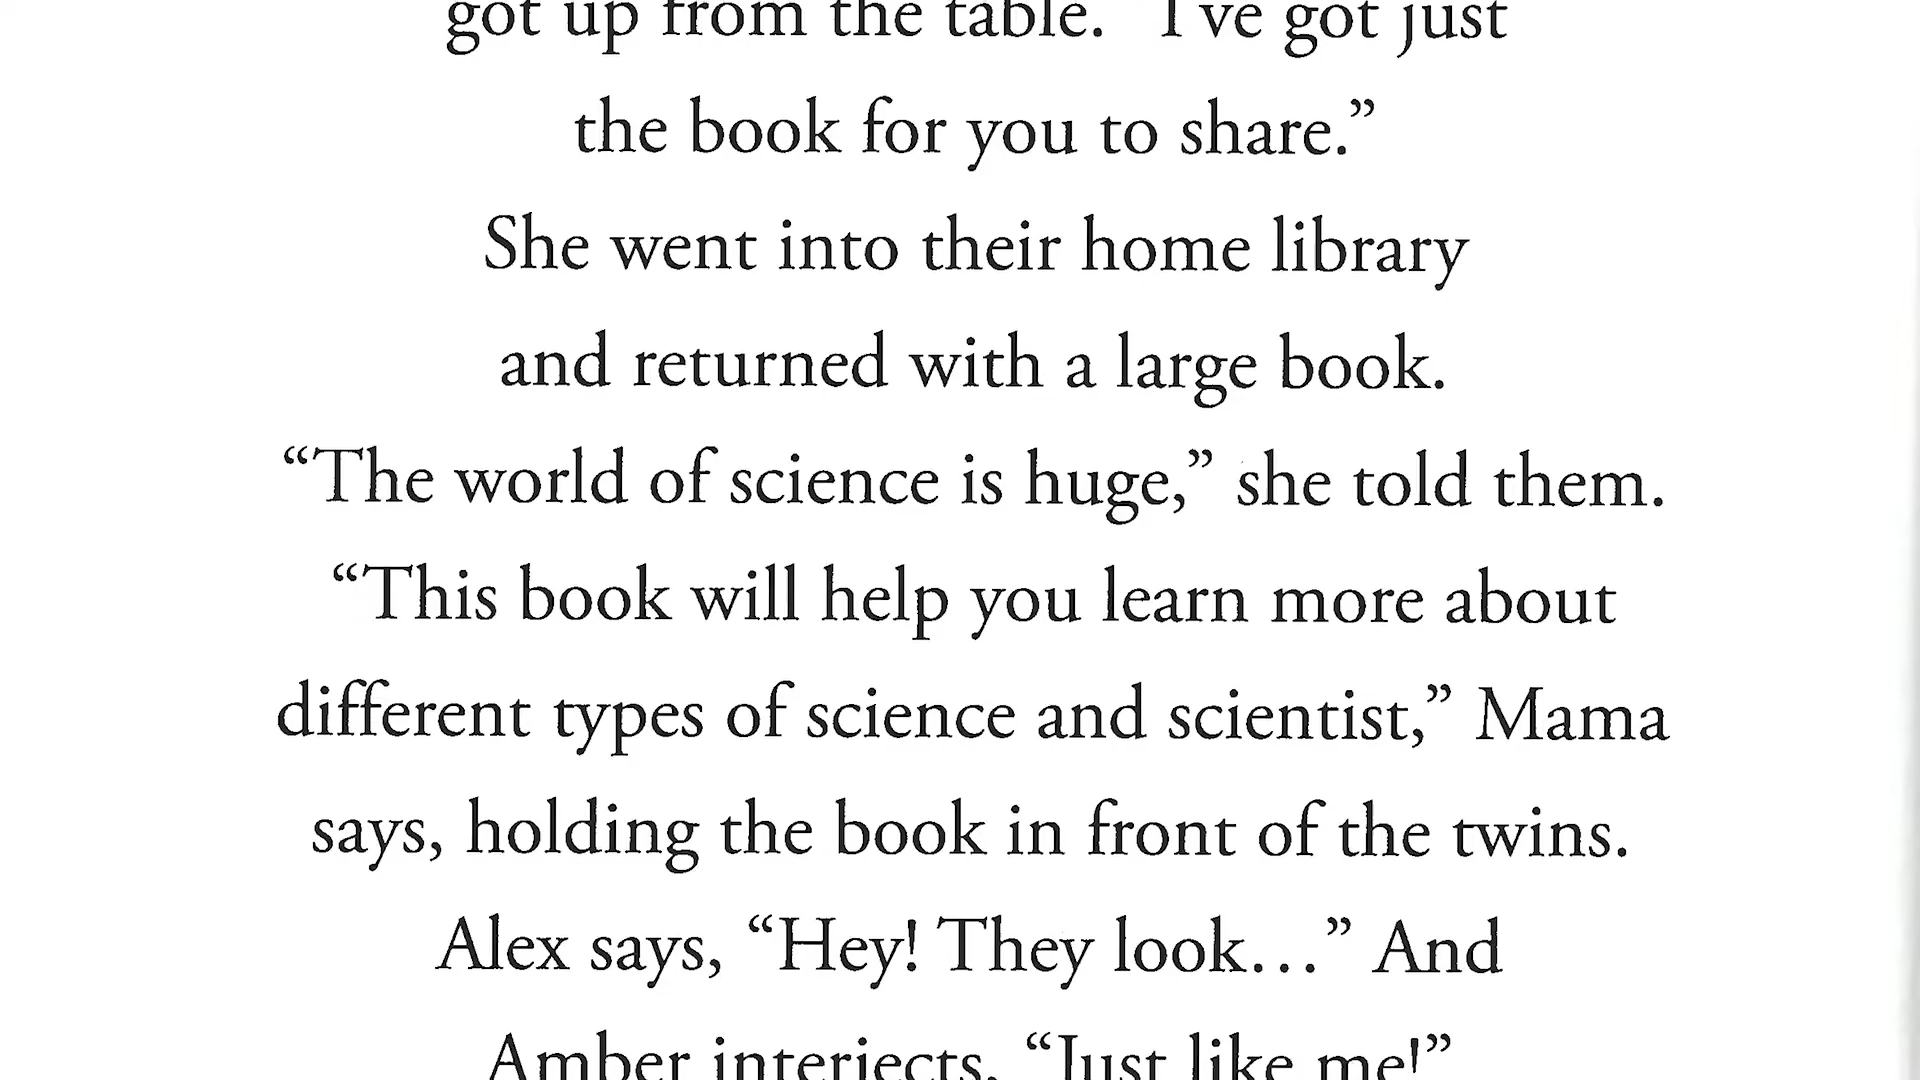 got up from the table. "I've got just
the book for you to share.”
She went into their home library
and returned with a large book.
“The world of science is huge,” she told them.
“This book will help you learn more about
different types of science and scientist,” Mama
says, holding the book in front of the twins.
Alex says, “Hey! They look…” And
Amber interjects, “Just like me!”